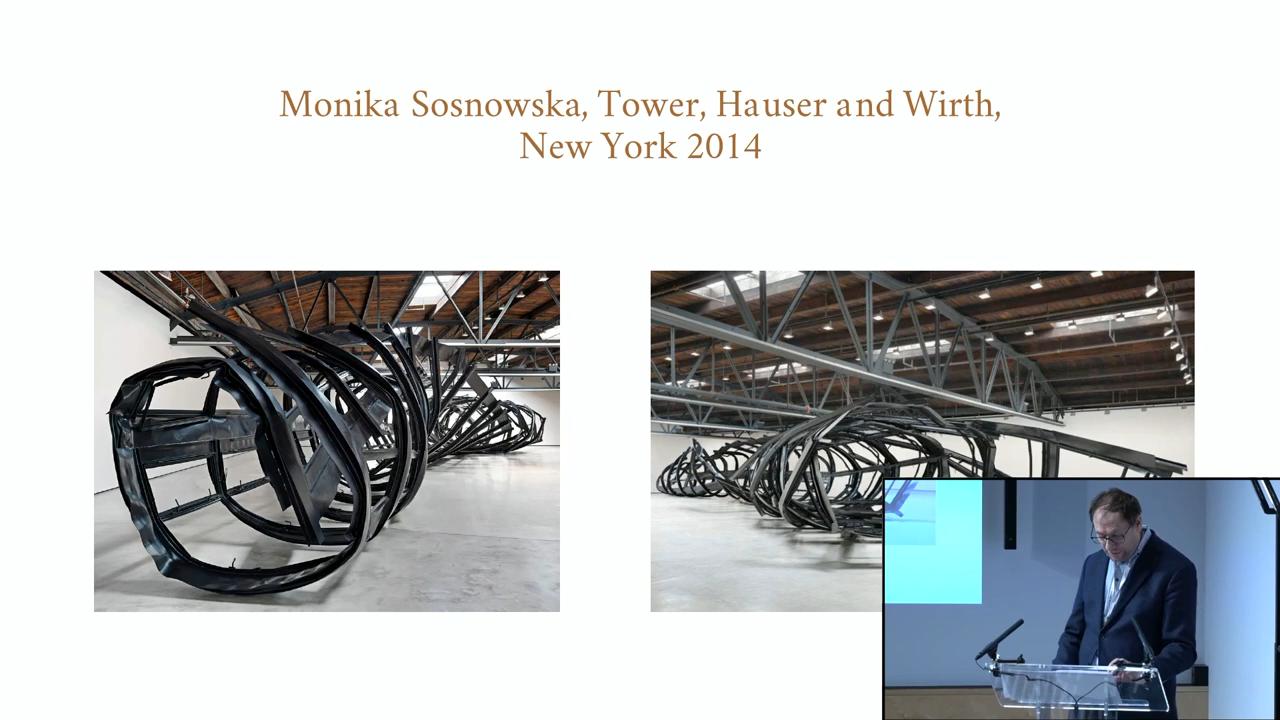 Monika Sosnowska, Tower, Hauser and Wirth,
New York 2014